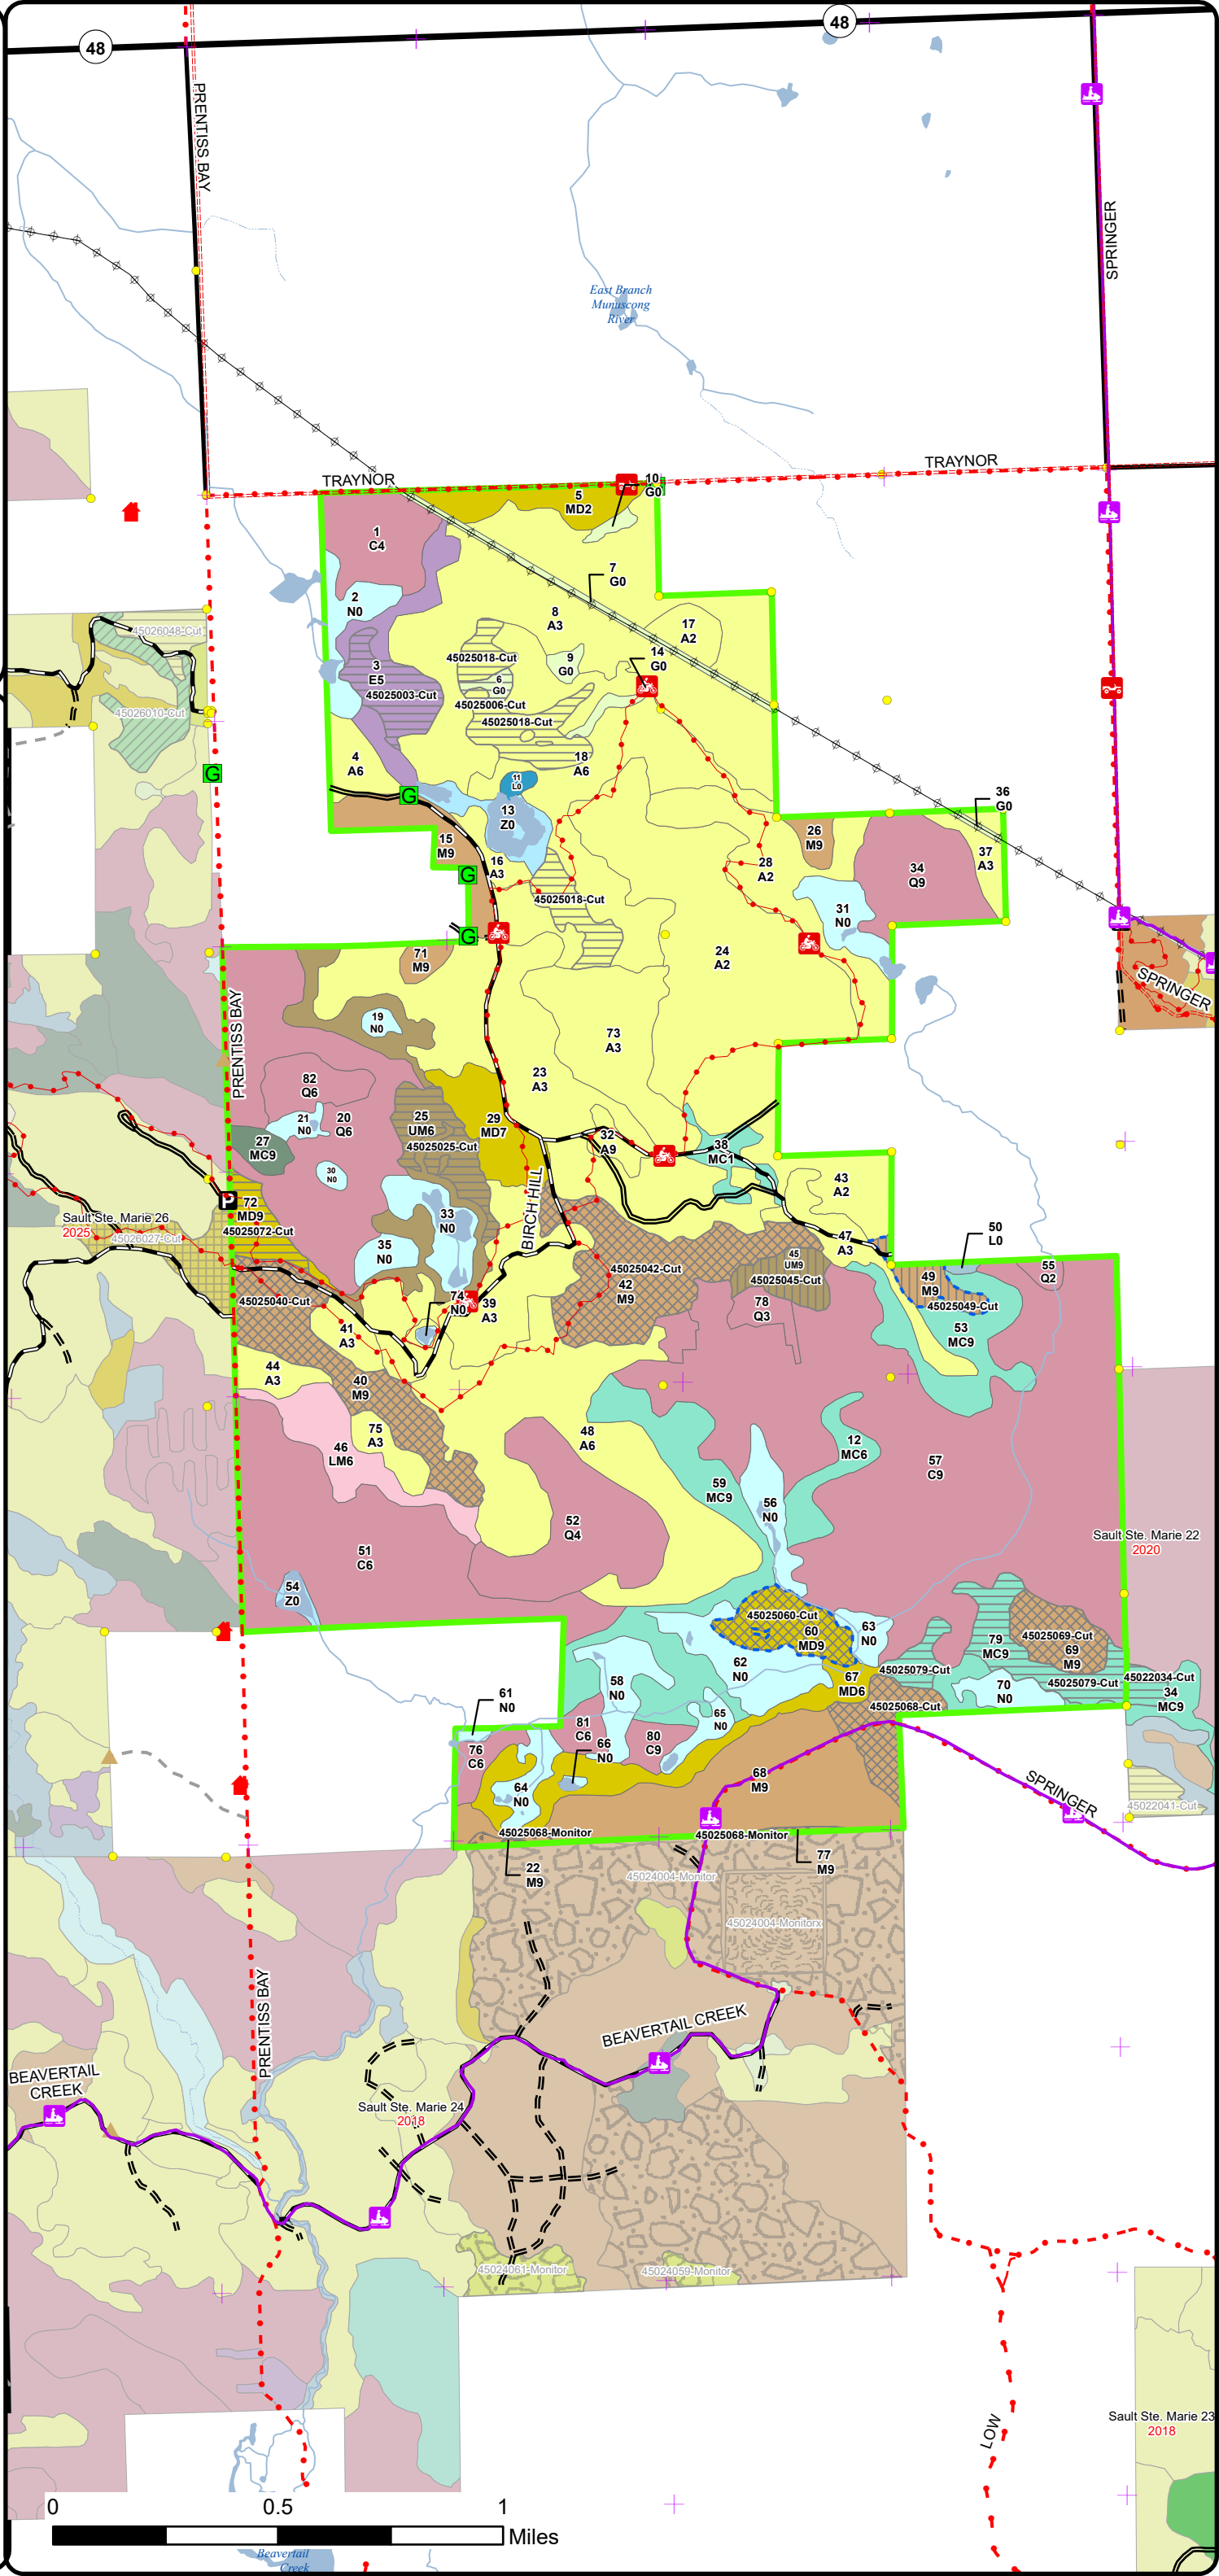 48
48
PRENTISS BAY
SPRINGER
East Branch
Munuscong
River
TRAYNOR
TRAYNOR
10
G0
5
MD2
1
C4
7
G0
2
N0
8
A3
17
A2
45026048-Cut
14
G0
45025018-Cut
9
G0
3
E5
45025003-Cut
6
G0
45025006-Cut
45026010-Cut
45025018-Cut
4
A6
18
A6
G
11
L0
G
36
G0
13
Z0
26
M9
15
M9
37
A3
16
A3
28
A2
34
Q9
G
45025018-Cut
31
N0
G
71
M9
24
A2
SPRINGER
PRENTISS BAY
19
N0
73
A3
23
A3
82
Q6
21
N0
20
Q6
25
UM6
29
MD7
27
MC9
45025025-Cut
32
A9
38
MC1
30
N0
43
A2
P
72
MD9
BIRCH HILL
33
N0
Sault Ste. Marie 26
2025
45025072-Cut
45026027-Cut
50
L0
47
A3
35
N0
45
UM9
45025042-Cut
42
M9
45025045-Cut
55
Q2
49
M9
45025040-Cut
74
N0
39
A3
78
Q3
45025049-Cut
41
A3
53
MC9
44
A3
40
M9
75
A3
48
A6
12
MC6
46
LM6
57
C9
59
MC9
56
N0
52
Q4
Sault Ste. Marie 22
2020
51
C6
54
Z0
45025060-Cut
60
MD9
63
N0
79
MC9
45025069-Cut
69
M9
62
N0
67
MD6
45025079-Cut
45022034-Cut
58
N0
70
N0
45025079-Cut
34
MC9
61
N0
45025068-Cut
65
N0
81
C6
80
C9
66
N0
76
C6
68
M9
64
N0
SPRINGER
45022041-Cut
45025068-Monitor
45025068-Monitor
77
M9
22
M9
45024004-Monitor
45024004-Monitorx
PRENTISS BAY
BEAVERTAIL CREEK
BEAVERTAIL
CREEK
Sault Ste. Marie 24
2018
45024061-Monitor
45024059-Monitor
LOW
Sault Ste. Marie 23
2018
0
0.5
1
Miles
Beavertail
Creek